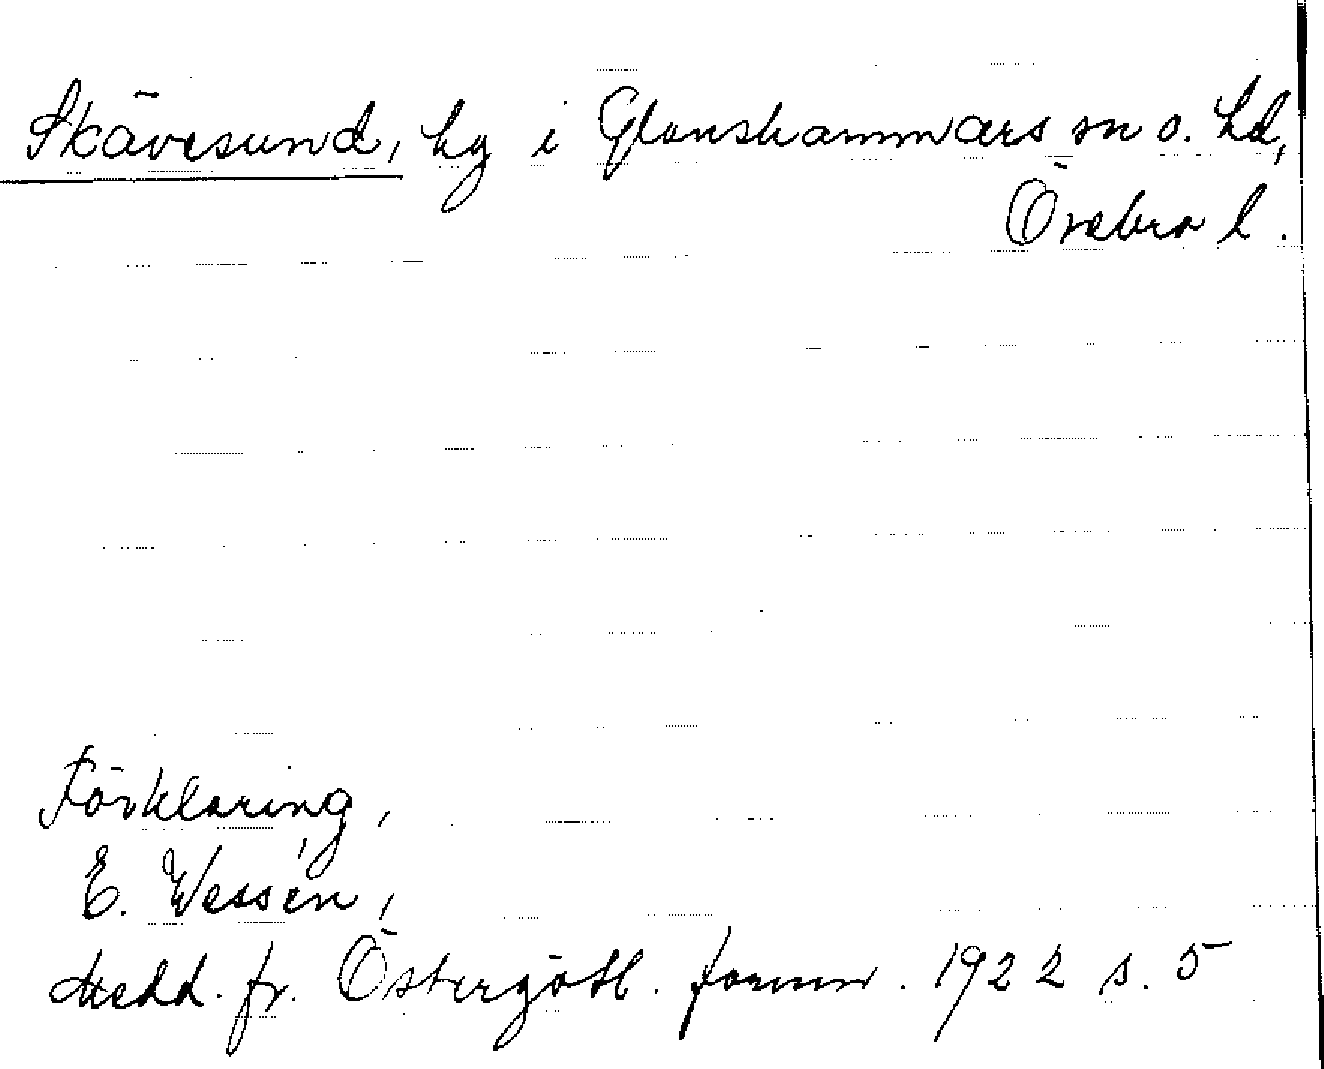 Skävesund, by i Glanshammars sn o. hd,
Örebro l.
Förklaring,
E. Wessén,
Medd. fr. Östergötl. fornm. 1922 s. 5